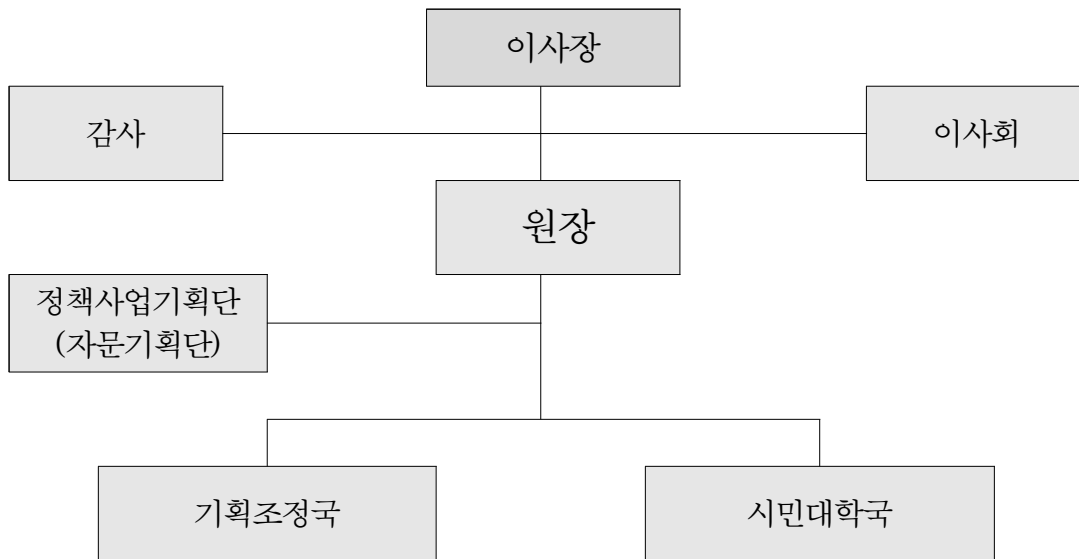 이사장
감사
이사회
원장
정책사업기획단
(자문기획단)
기획조정국
시민대학국